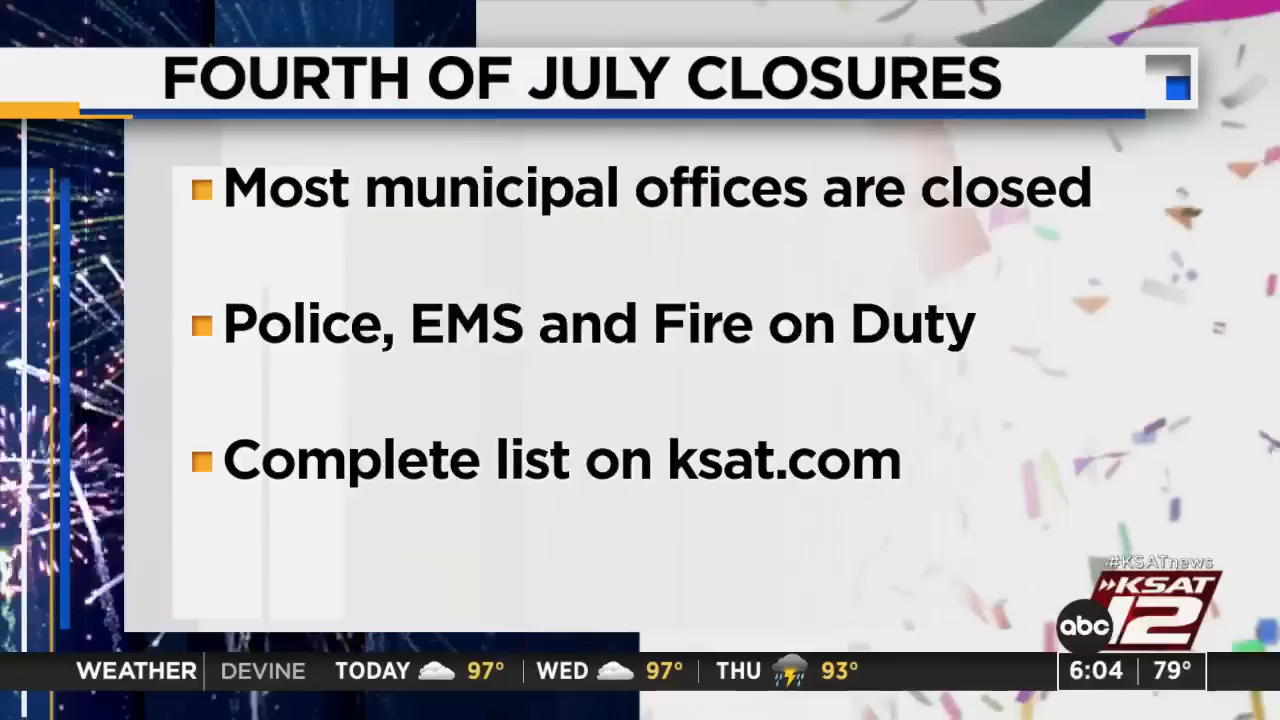 FOURTH OF JULY CLOSURES
Most municipal offices are closed
Police, EMS and Fire on Duty
Complete list on ksat.com
#KSATnews
KSAT
abc 12
WEATHER DEVINE TODAY 97° WED 97° THU 93° 6:04 79°